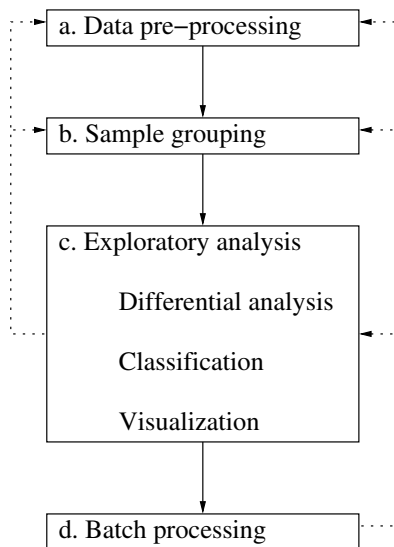 a. Data pre−processing
b. Sample grouping
c. Exploratory analysis
Differential analysis
Classification
Visualization
d. Batch processing